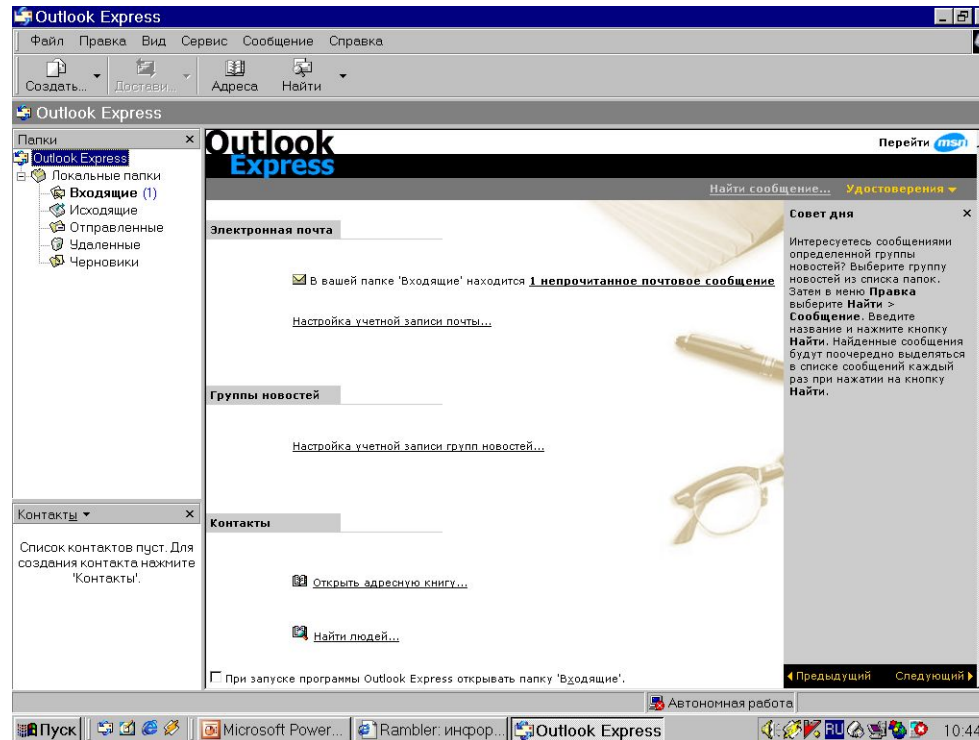 Outlook Express
Файл Правка Вид Сервис Сообщение Справка
Создать... Достави... Адреса Найти
Outlook Express
Папки
Outlook Express
Локальные папки
Входящие (1)
Исходящие
Отправленные
Удаленные
Черновики
Контакты
Список контактов пуст. Для
создания контакта нажмите
'Контакты'.
Outlook
Express
Перейти msn
Найти сообщение... Удостоверения
Электронная почта
В вашей папке 'Входящие' находится 1 непрочитанное почтовое сообщение
Настройка учетной записи почты...
Группы новостей
Настройка учетной записи групп новостей...
Контакты
Открыть адресную книгу...
Найти людей...
При запуске программы Outlook Express открывать папку 'Входящие'.
Совет дня
Интересуетесь сообщениями
определенной группы
новостей? Выберите группу
новостей из списка папок.
Затем в меню Правка
выберите Найти >
Сообщение. Введите
название и нажмите кнопку
Найти. Найденные сообщения
будут поочередно выделяться
в списке сообщений каждый
раз при нажатии на кнопку
Найти.
Предыдущий Следующий
Автономная работа
Пуск Microsoft Power... Rambler: инфор... Outlook Express RU